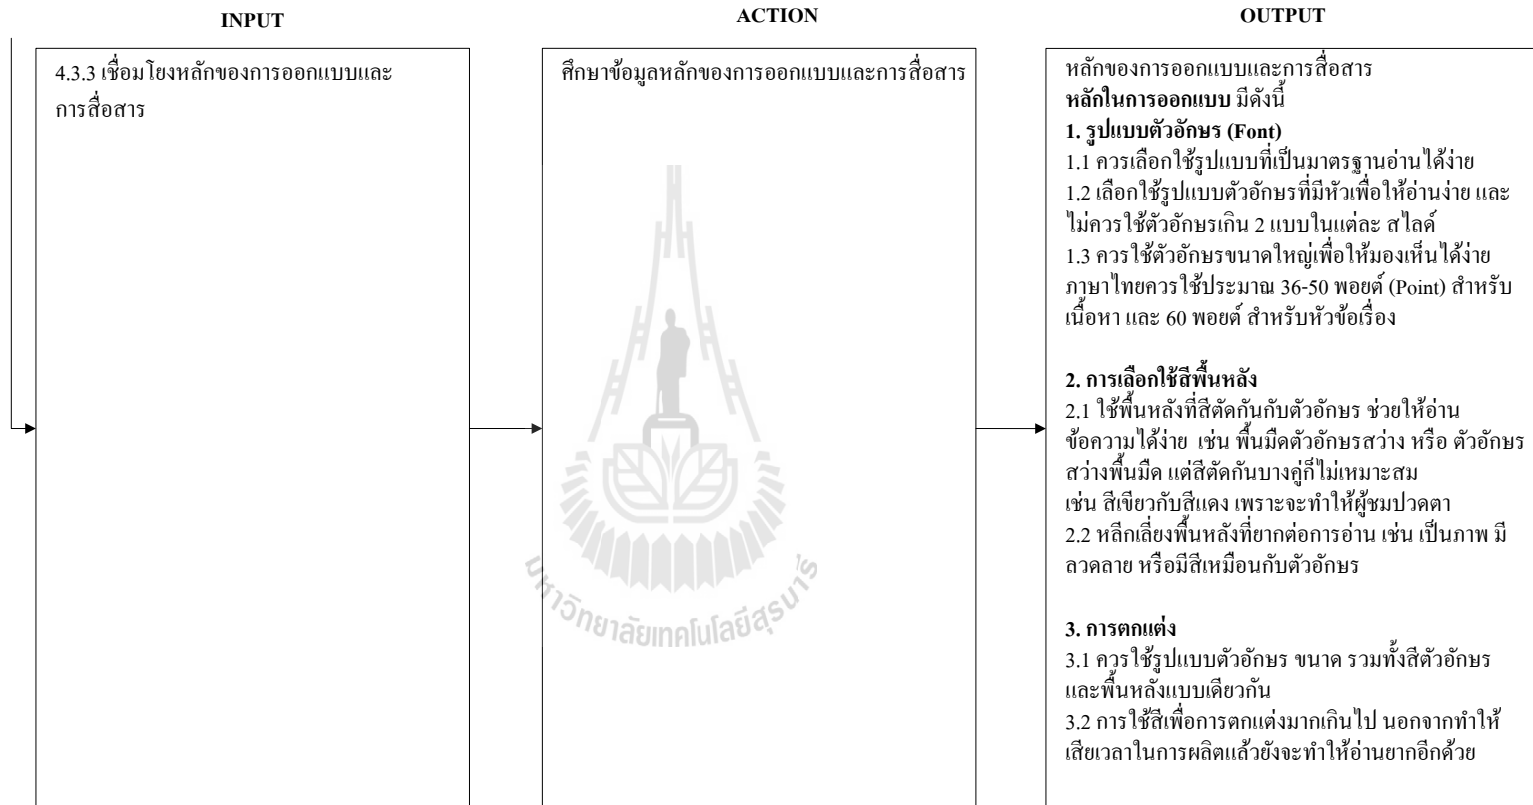 INPUT
ACTION
OUTPUT
4.3.3 เชื่อมโยงหลักของการออกแบบและ
การสื่อสาร
ศึกษาข้อมูลหลักของการออกแบบและการสื่อสาร
หลักของการออกแบบและการสื่อสาร
หลักในการออกแบบ มีดังนี้
1. รูปแบบตัวอักษร (Font)
1.1 ควรเลือกใช้รูปแบบที่เป็นมาตรฐานอ่านได้ง่าย
1.2 เลือกใช้รูปแบบตัวอักษรที่มีหัวเพื่อให้อ่านง่าย และ
ไม่ควรใช้ตัวอักษรเกิน 2 แบบในแต่ละ สไลด์
1.3 ควรใช้ตัวอักษรขนาดใหญ่เพื่อให้มองเห็นได้ง่าย
ภาษาไทยควรใช้ประมาณ 36-50 พอยต์ (Point) สำหรับ
เนื้อหา และ 60 พอยต์ สำหรับหัวข้อเรื่อง
2. การเลือกใช้สีพื้นหลัง
2.1 ใช้พื้นหลังที่สีตัดกันกับตัวอักษร ช่วยให้อ่าน
ข้อความได้ง่าย เช่น พื้นมืดตัวอักษรสว่าง หรือ ตัวอักษร
สว่างพื้นมืด แต่สีตัดกันบางคู่ก็ไม่เหมาะสม
เช่น สีเขียวกับสีแดง เพราะจะทำให้ผู้ชมปวดตา
2.2 หลีกเลี่ยงพื้นหลังที่ยากต่อการอ่าน เช่น เป็นภาพ มี
ลวดลาย หรือมีสีเหมือนกับตัวอักษร
3. การตกแต่ง
3.1 ควรใช้รูปแบบตัวอักษร ขนาด รวมทั้งสีตัวอักษร
และพื้นหลังแบบเดียวกัน
3.2 การใช้สีเพื่อการตกแต่งมากเกินไป นอกจากทำให้
เสียเวลาในการผลิตแล้วยังจะทำให้อ่านยากอีกด้วย
มหาวิทยาลัยเทคโนโลยีสุรนารี